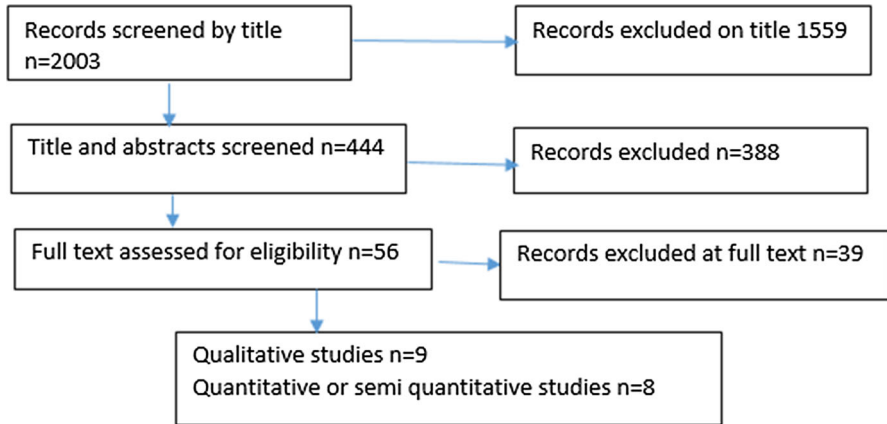 Records screened by title
n=2003
Records excluded on title 1559
Title and abstracts screened n=444
Records excluded n=388
Full text assessed for eligibility n=56
Records excluded at full text n=39
Qualitative studies n=9
Quantitative or semi quantitative studies n=8